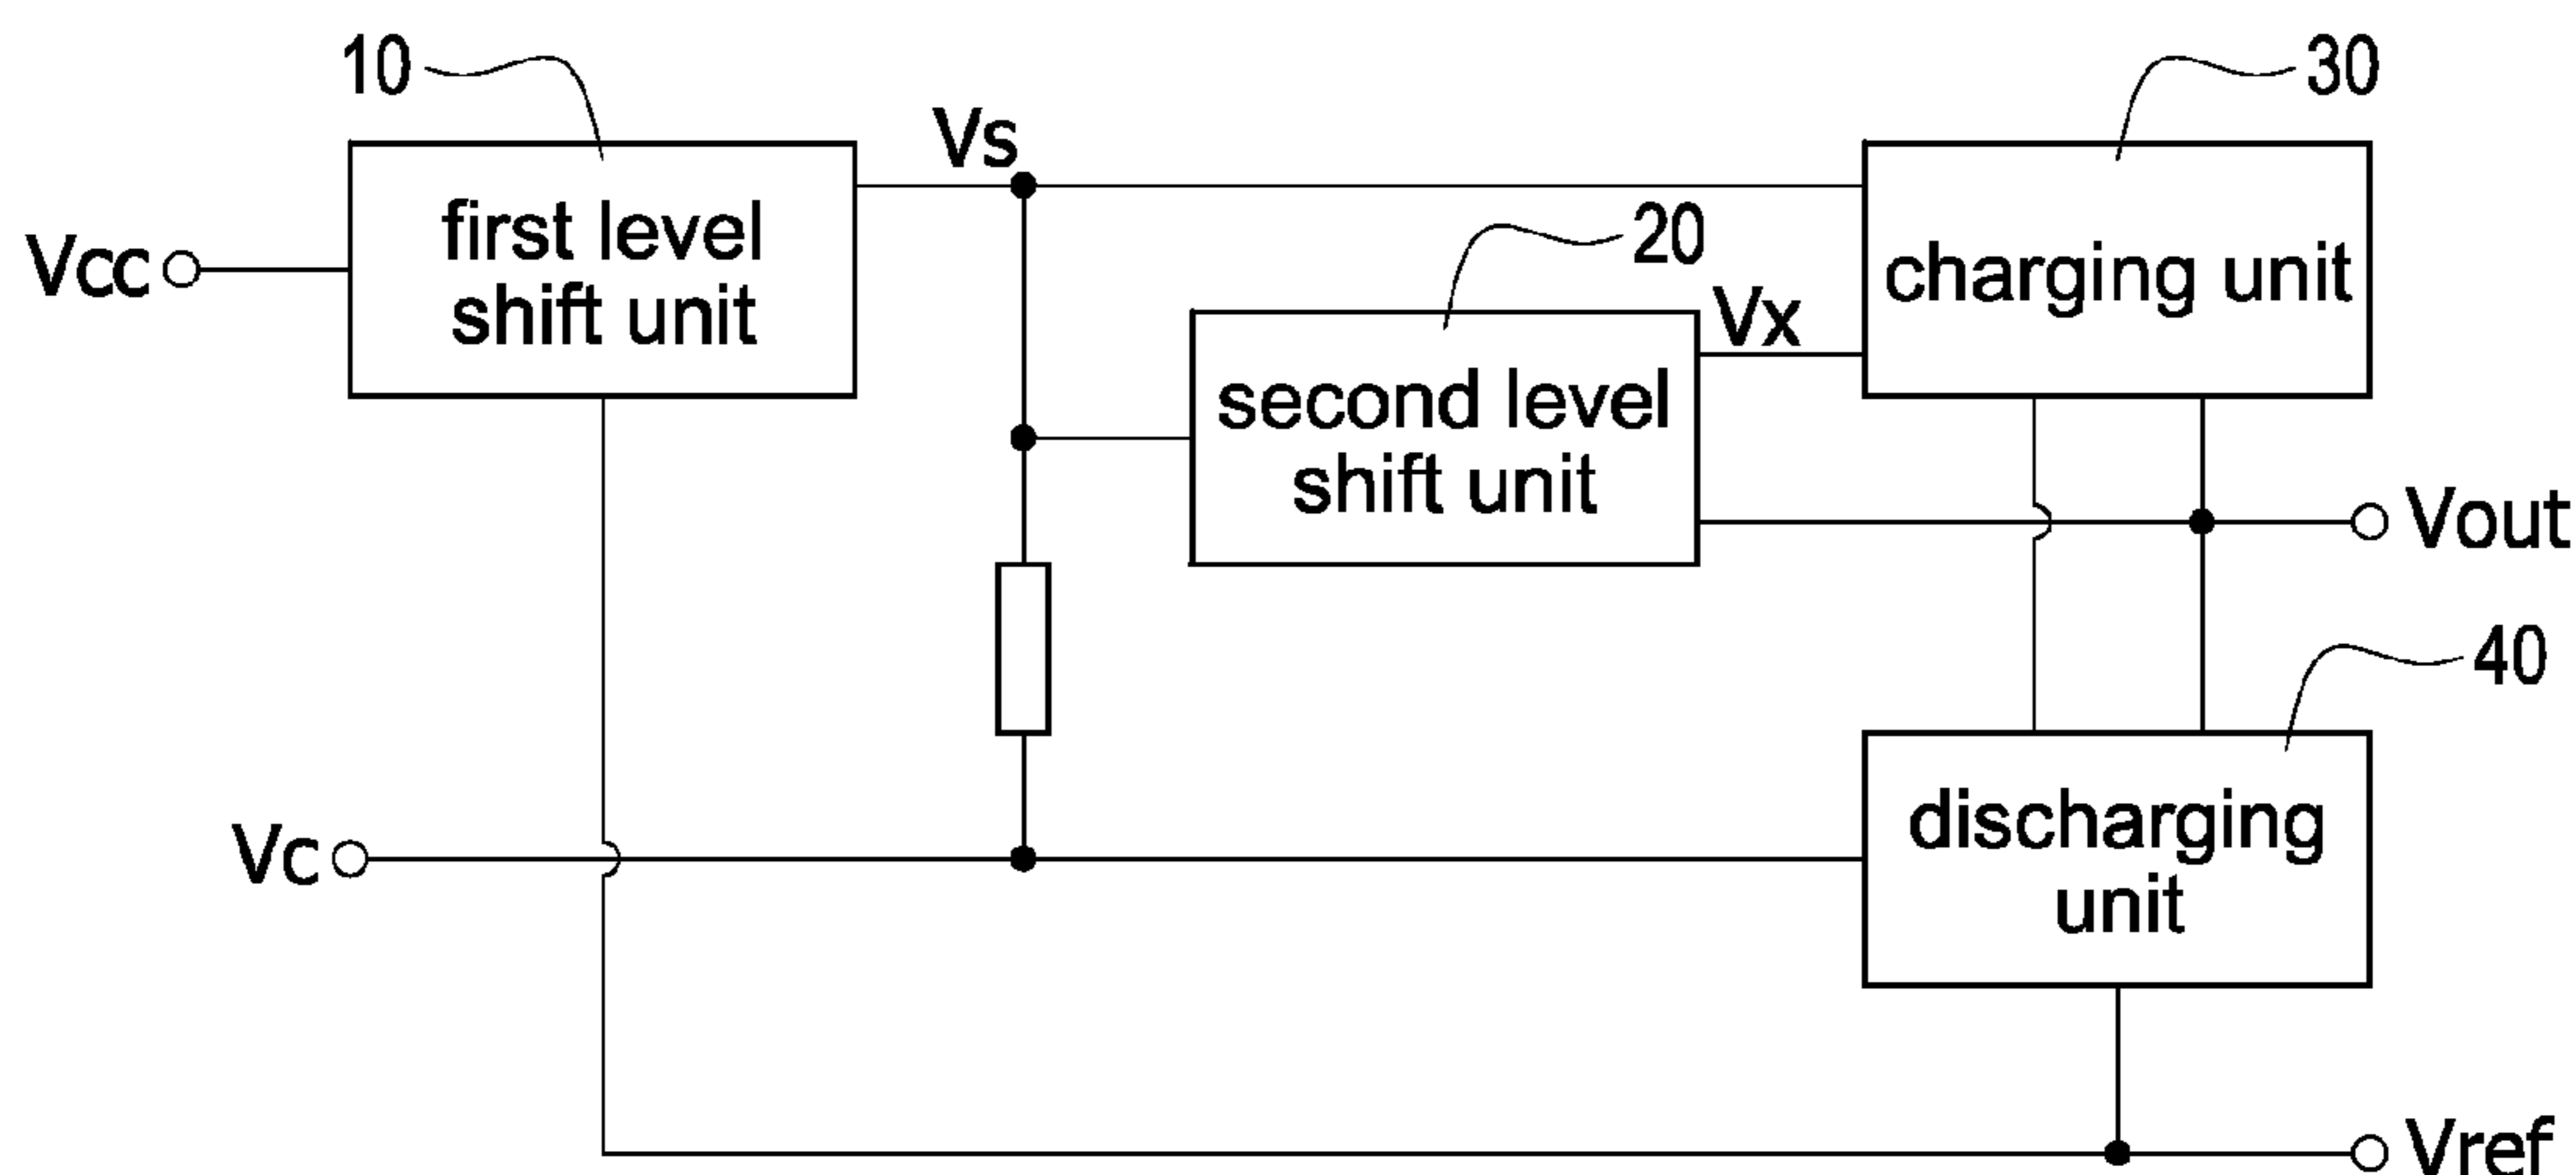 10
30
Vs
first level
shift unit
20
Vcc
charging unit
Vx
second level
shift unit
Vout
40
discharging
unit
Vc
Vref